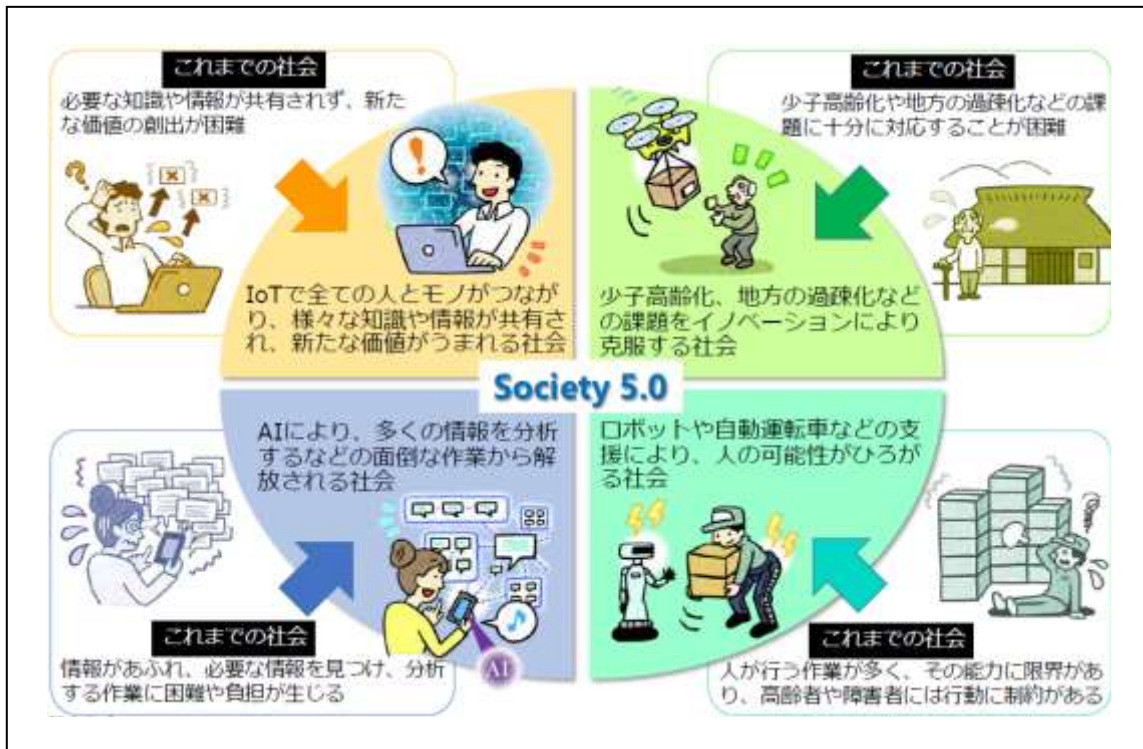 これまでの社会
必要な知識や情報が共有されず、新た
な価値の創出が困難
IoTで全ての人とモノがつなが
り、様々な知識や情報が共有さ
れ、新たな価値がうまれる社会
これまでの社会
少子高齢化や地方の過疎化などの課
題に十分に対応することが困難
少子高齢化、地方の過疎化など
の課題をイノベーションにより
克服する社会
Society 5.0
AIにより、多くの情報を分析
するなどの面倒な作業から解
放される社会
AI
これまでの社会
情報があふれ、必要な情報を見つけ、分析
する作業に困難や負担が生じる
ロボットや自動運転車などの支
援により、人の可能性がひろが
る社会
これまでの社会
人が行う作業が多く、その能力に限界があ
り、高齢者や障害者には行動に制約がある